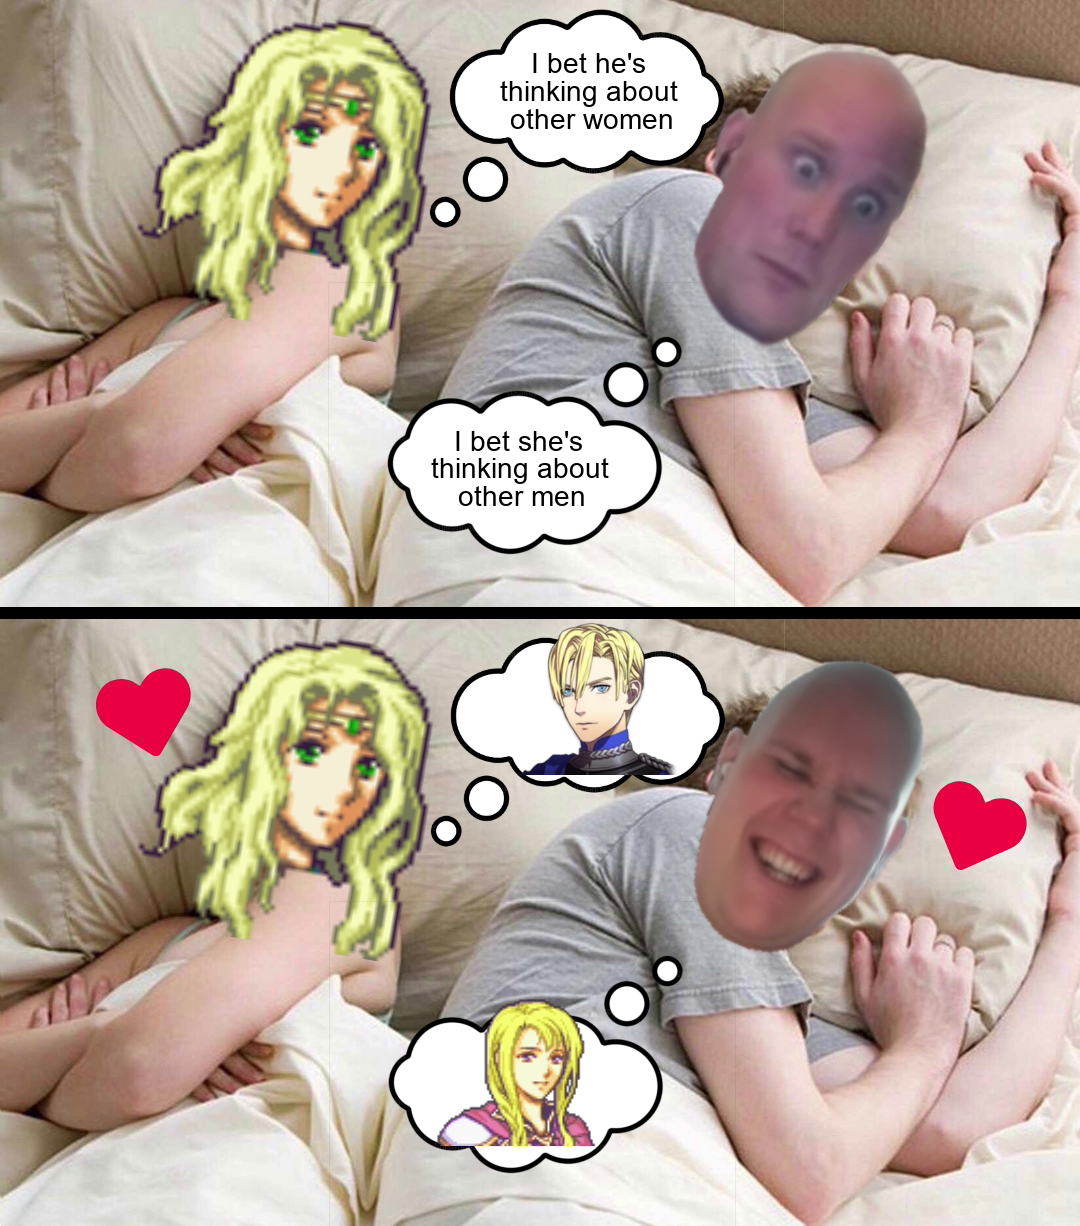 I bet he's
thinking about
other women
I bet she's
thinking about
other men